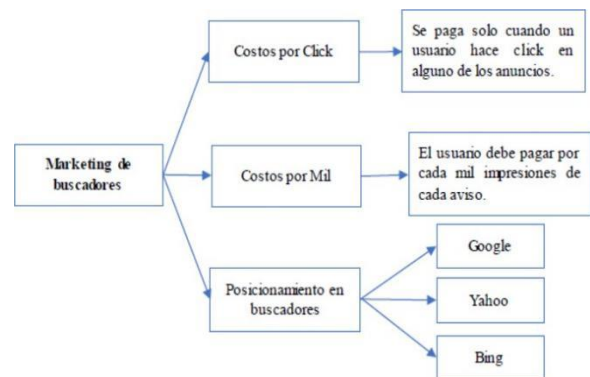 Se paga solo cuando un
usuario hace click en
alguno de los anuncios.
Costos por Click
Marketing de
buscadores
Costos por Mil
El usuario debe pagar por
cada mil impresiones de
cada aviso.
Posicionamiento en
buscadores
Google
Yahoo
Bing